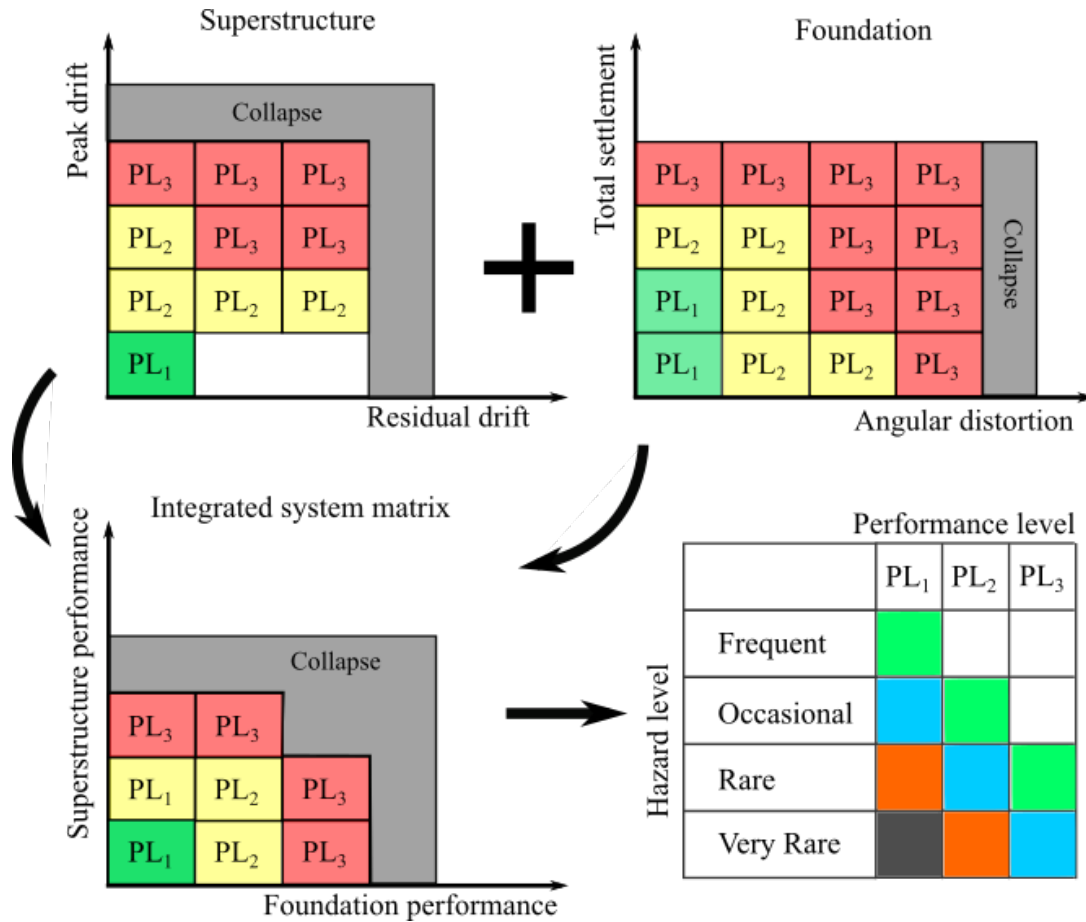 Superstructure
Peak drift
Collapse
PL₃ PL₃ PL₃
PL₂ PL₃ PL₃
PL₂ PL₂ PL₂
PL₁
Residual drift
Foundation
Total settlement
PL₃ PL₃ PL₃ PL₃
PL₂ PL₂ PL₃ PL₃
PL₁ PL₂ PL₃ PL₃
PL₁ PL₂ PL₂ PL₃
Collapse
Angular distortion
Integrated system matrix
Superstructure performance
Collapse
PL₃ PL₃
PL₁ PL₂ PL₃
PL₁ PL₂ PL₃
Foundation performance
Performance level
PL₁ PL₂ PL₃
Hazard level
Frequent
Occasional
Rare
Very Rare